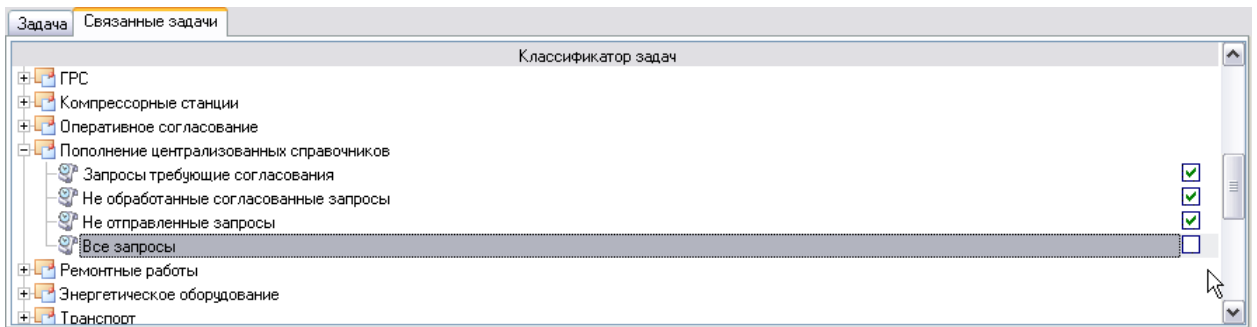 Задача Связанные задачи
Классификатор задач
ГРС
Компрессорные станции
Оперативное согласование
Пополнение централизованных справочников
Запросы требующие согласования
Не обработанные согласованные запросы
Не отправленные запросы
Все запросы
Ремонтные работы
Энергетическое оборудование
Транспорт